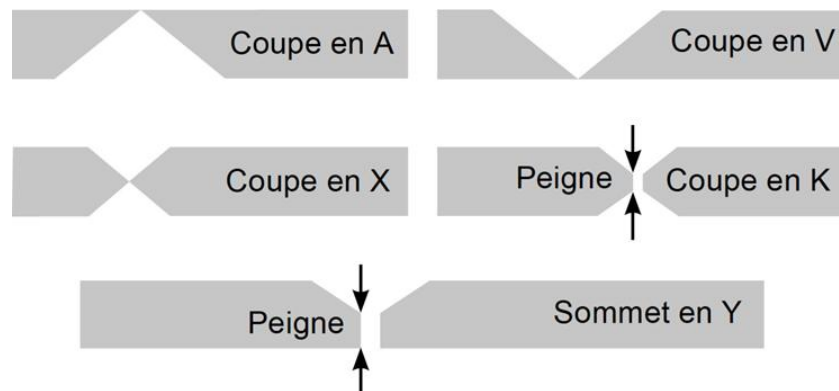 Coupe en A
Coupe en V
Coupe en X
Peigne
Coupe en K
Peigne
Sommet en Y